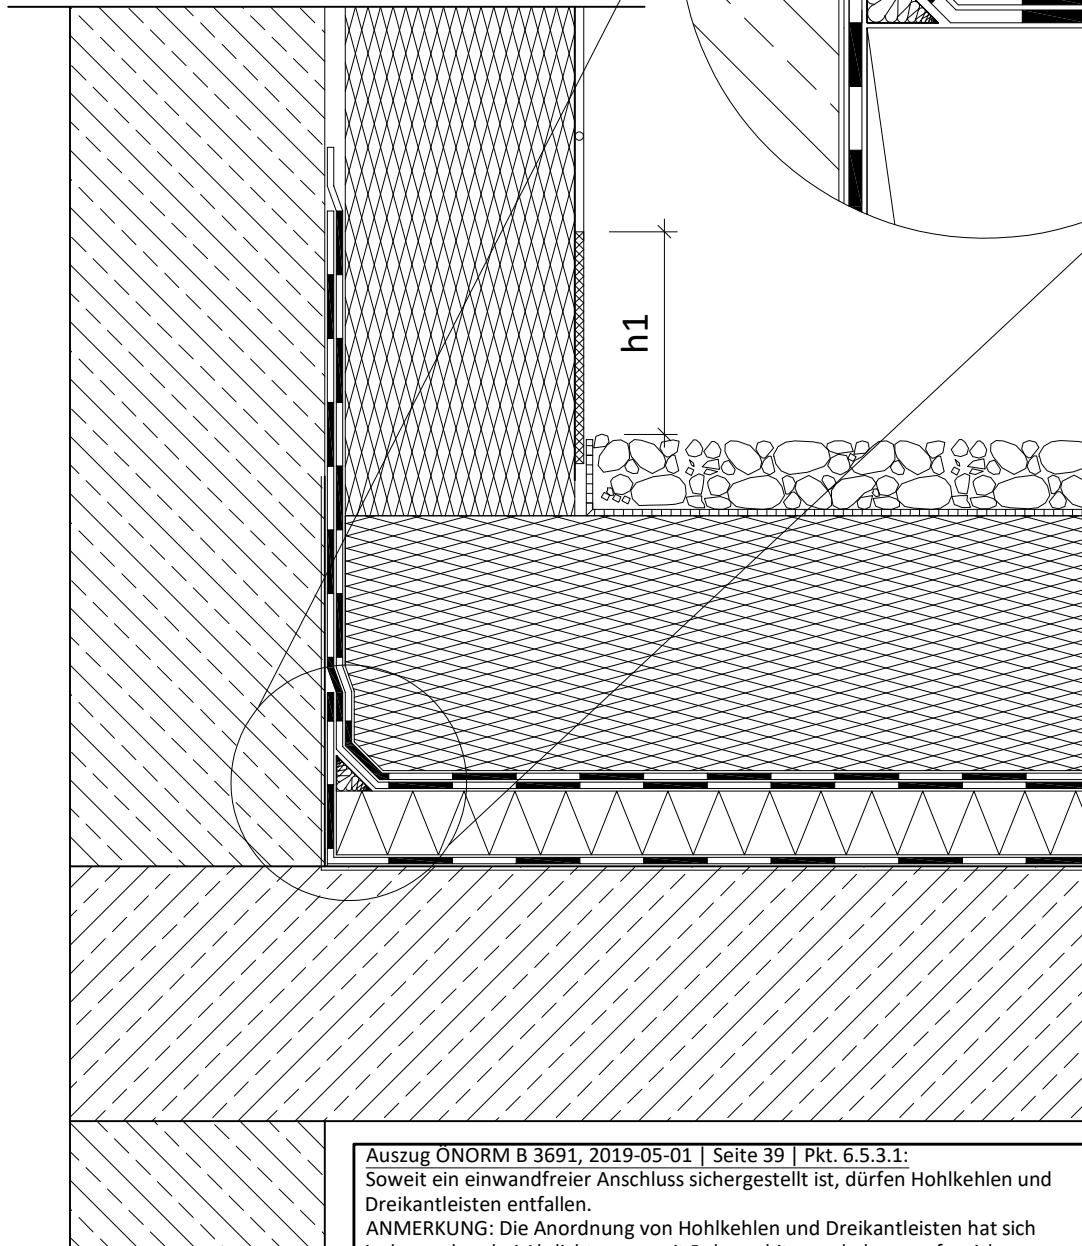 h1
Auszug ÖNORM B 3691, 2019-05-01 | Seite 39 | Pkt. 6.5.3.1:
Soweit ein einwandfreier Anschluss sichergestellt ist, dürfen Hohlkehlen und
Dreikantleisten entfallen.
ANMERKUNG: Die Anordnung von Hohlkehlen und Dreikantleisten hat sich